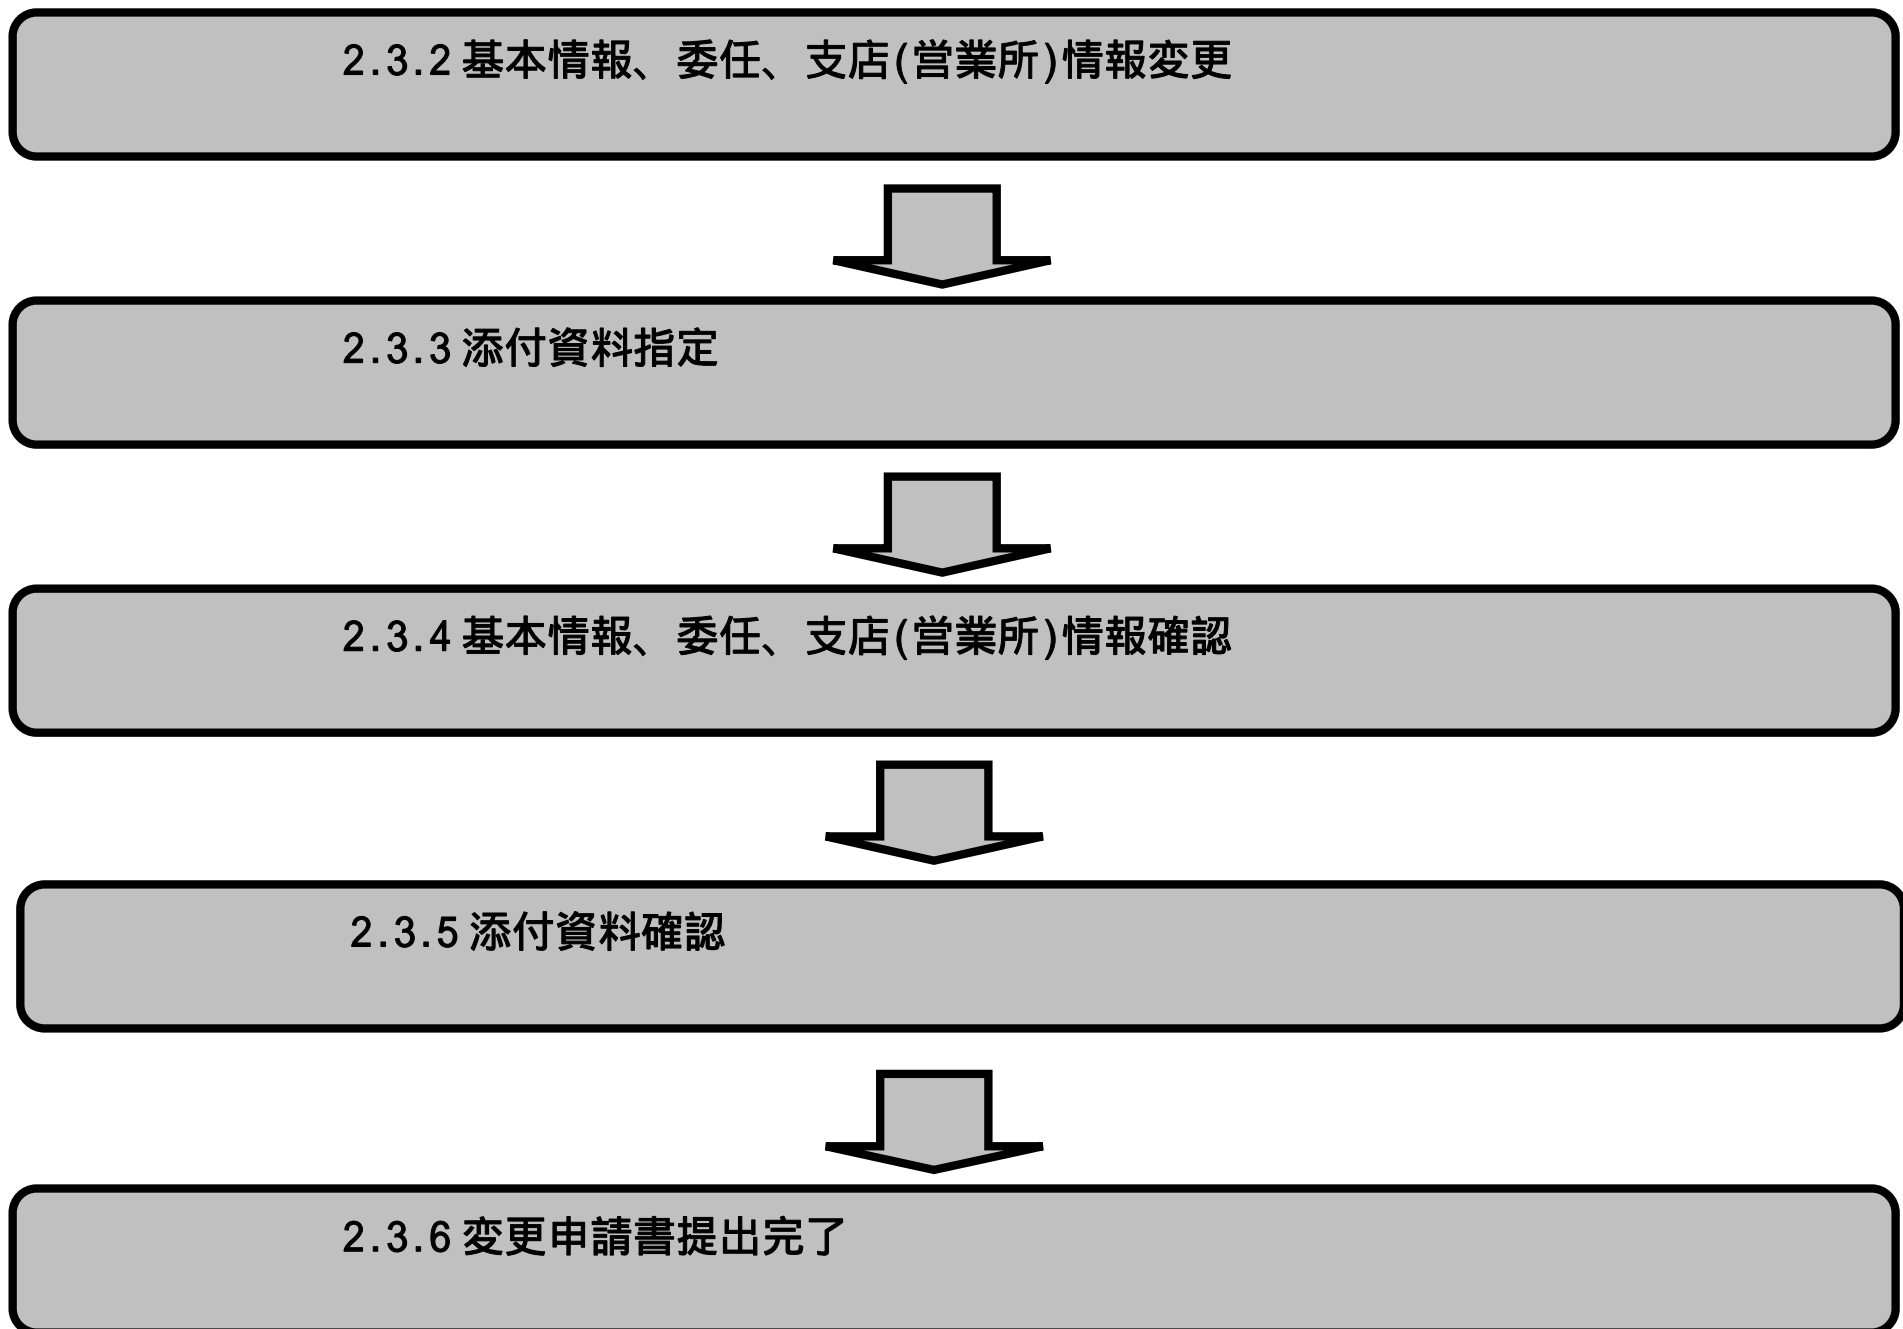 2.3.2 基本情報、委任、支店(営業所)情報変更
2.3.3 添付資料指定
2.3.4 基本情報、委任、支店(営業所)情報確認
2.3.5 添付資料確認
2.3.6 変更申請書提出完了